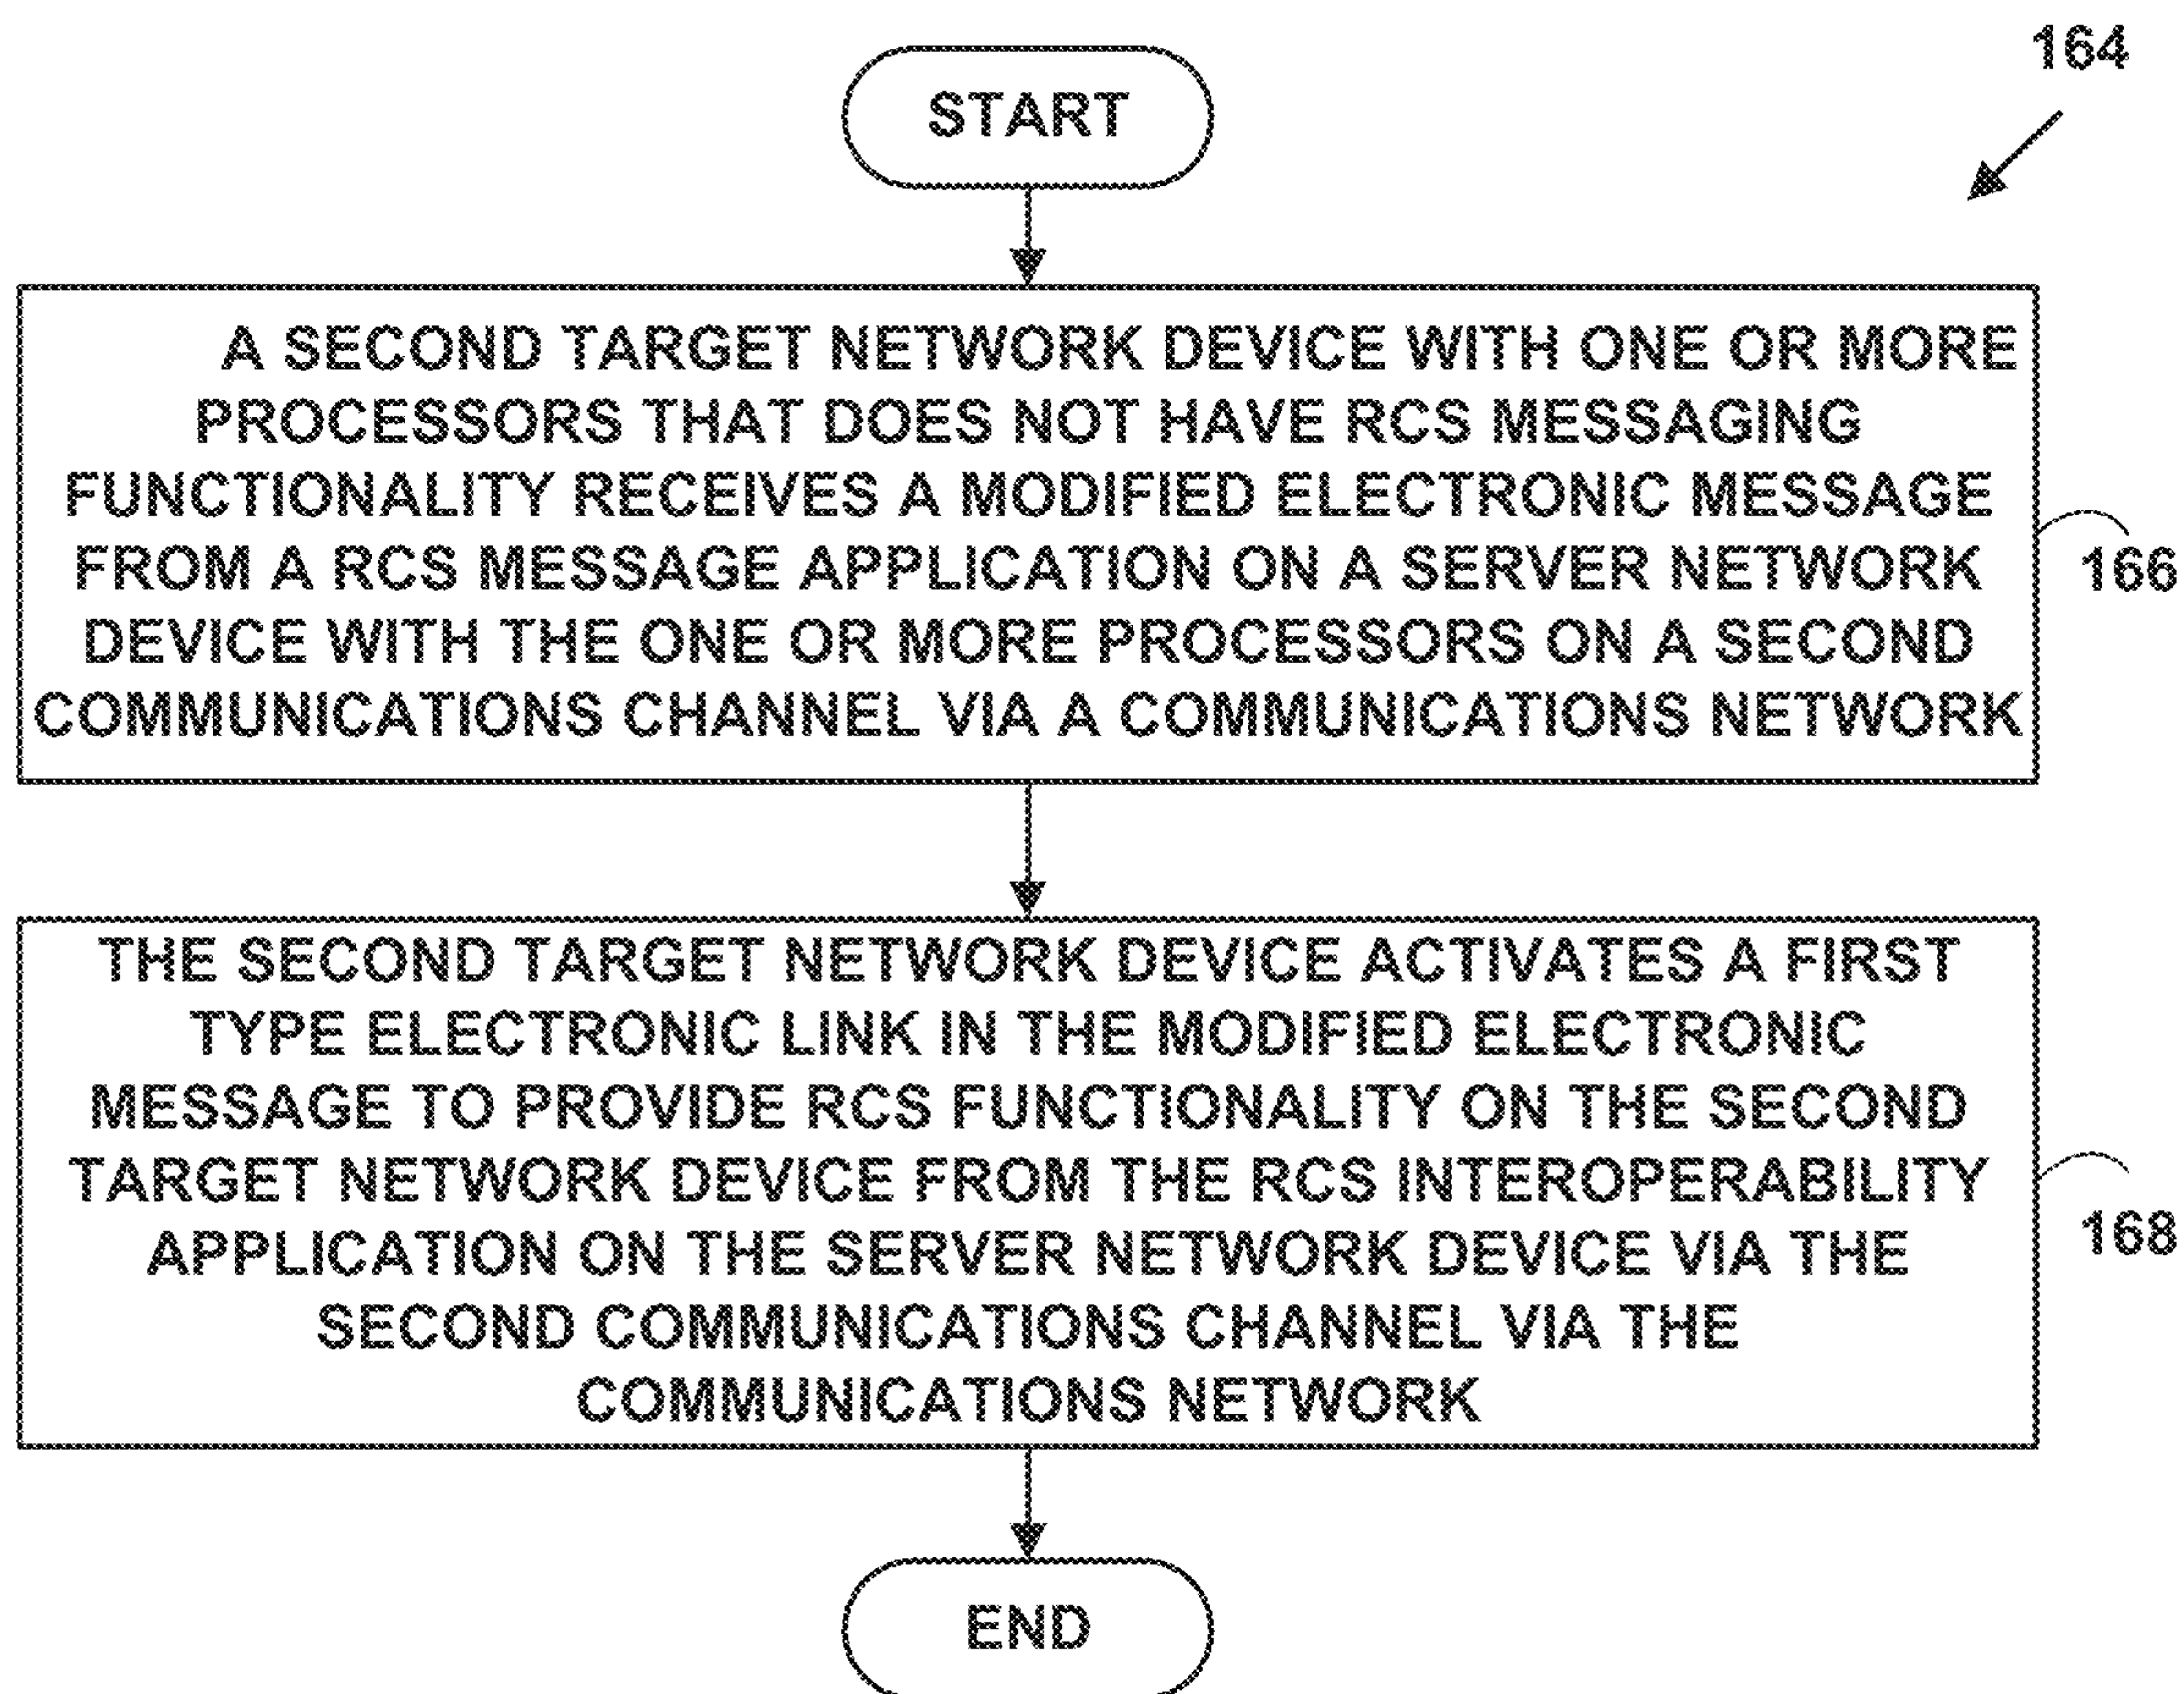 164
START
A SECOND TARGET NETWORK DEVICE WITH ONE OR MORE
PROCESSORS THAT DOES NOT HAVE RCS MESSAGING
FUNCTIONALITY RECEIVES A MODIFIED ELECTRONIC MESSAGE
FROM A RCS MESSAGE APPLICATION ON A SERVER NETWORK
DEVICE WITH THE ONE OR MORE PROCESSORS ON A SECOND
COMMUNICATIONS CHANNEL VIA A COMMUNICATIONS NETWORK
166
THE SECOND TARGET NETWORK DEVICE ACTIVATES A FIRST
TYPE ELECTRONIC LINK IN THE MODIFIED ELECTRONIC
MESSAGE TO PROVIDE RCS FUNCTIONALITY ON THE SECOND
TARGET NETWORK DEVICE FROM THE RCS INTEROPERABILITY
APPLICATION ON THE SERVER NETWORK DEVICE VIA THE
SECOND COMMUNICATIONS CHANNEL VIA THE
COMMUNICATIONS NETWORK
168
END